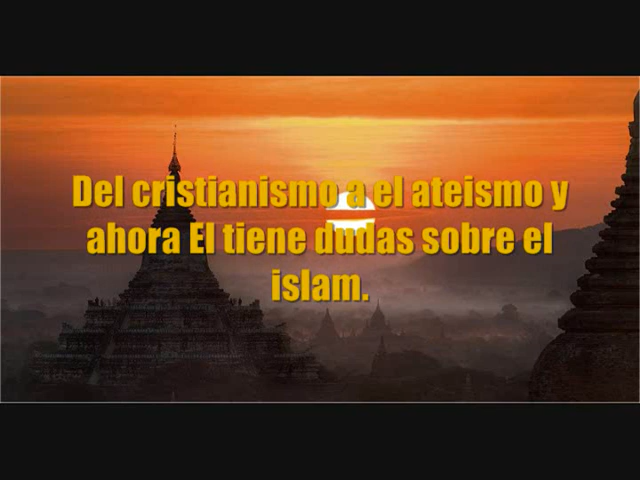 Del cristianismo a el ateismo y
ahora El tiene dudas sobre el
islam.